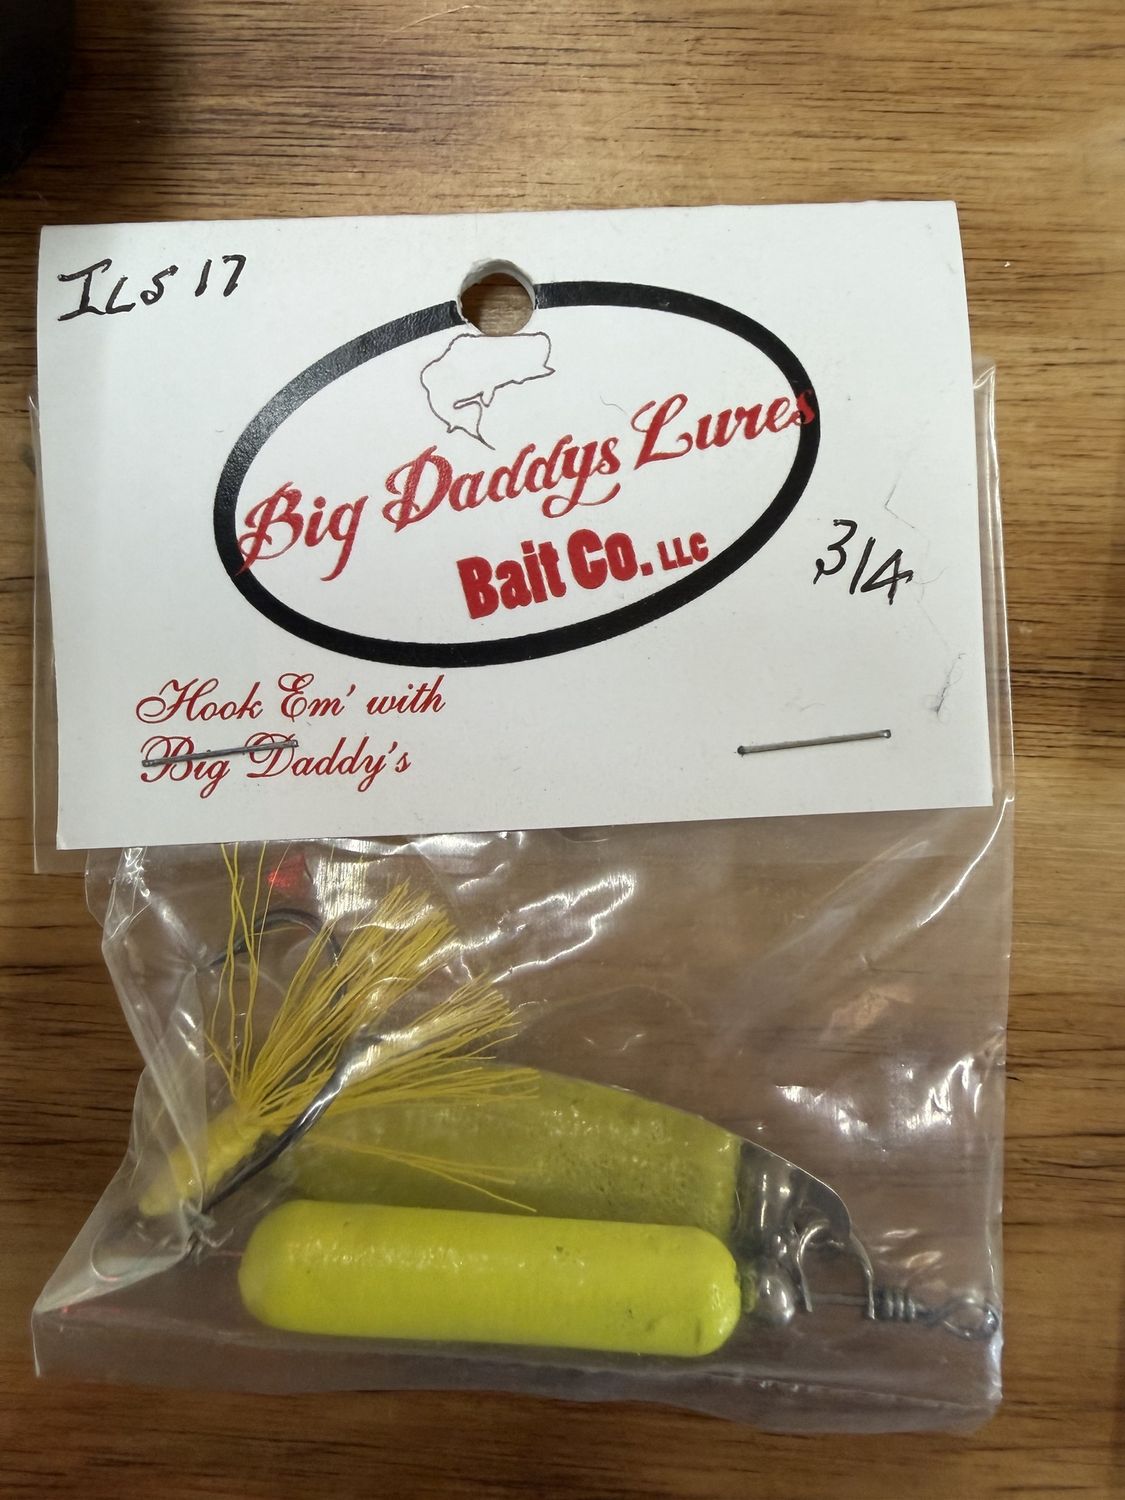 ILS 17
Big Daddys Lures
Bait Co. LLC
3/4
Hook Em' with
Big Daddy's